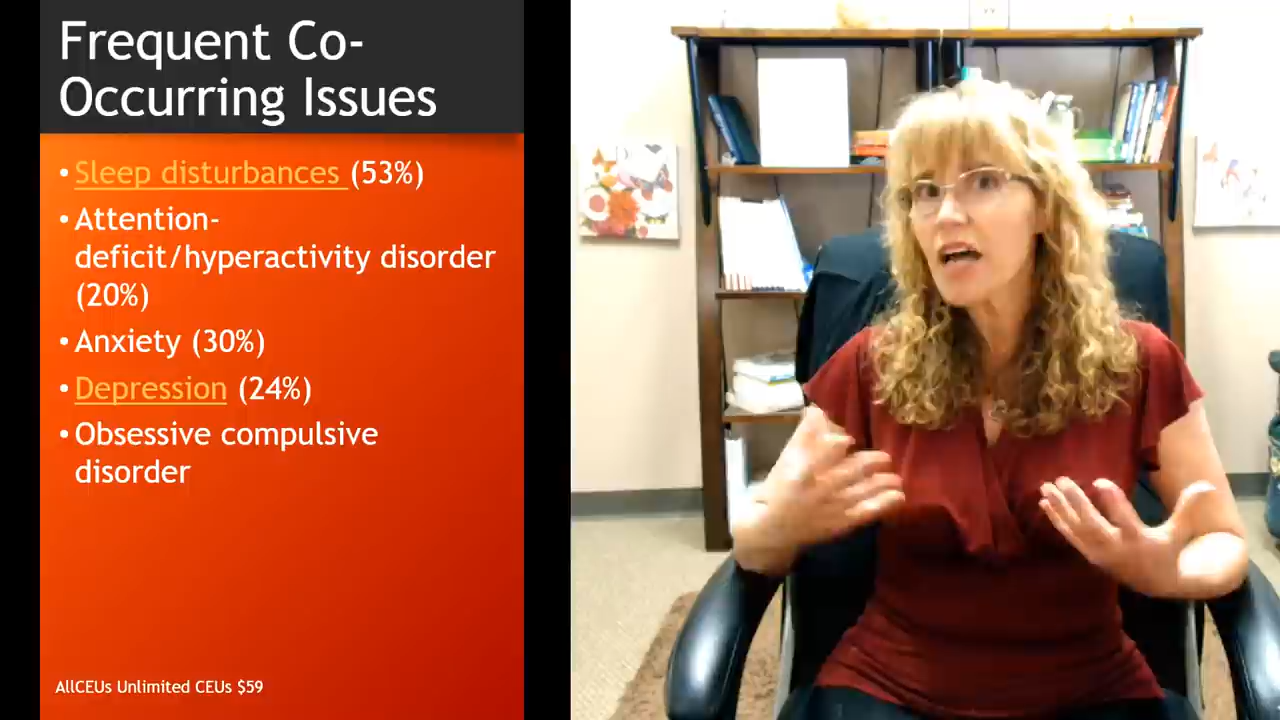 Frequent Co-
Occurring Issues
•Sleep disturbances (53%)
•Attention-
deficit/hyperactivity disorder
(20%)
•Anxiety (30%)
•Depression (24%)
•Obsessive compulsive
disorder
AllCEUs Unlimited CEUs $59